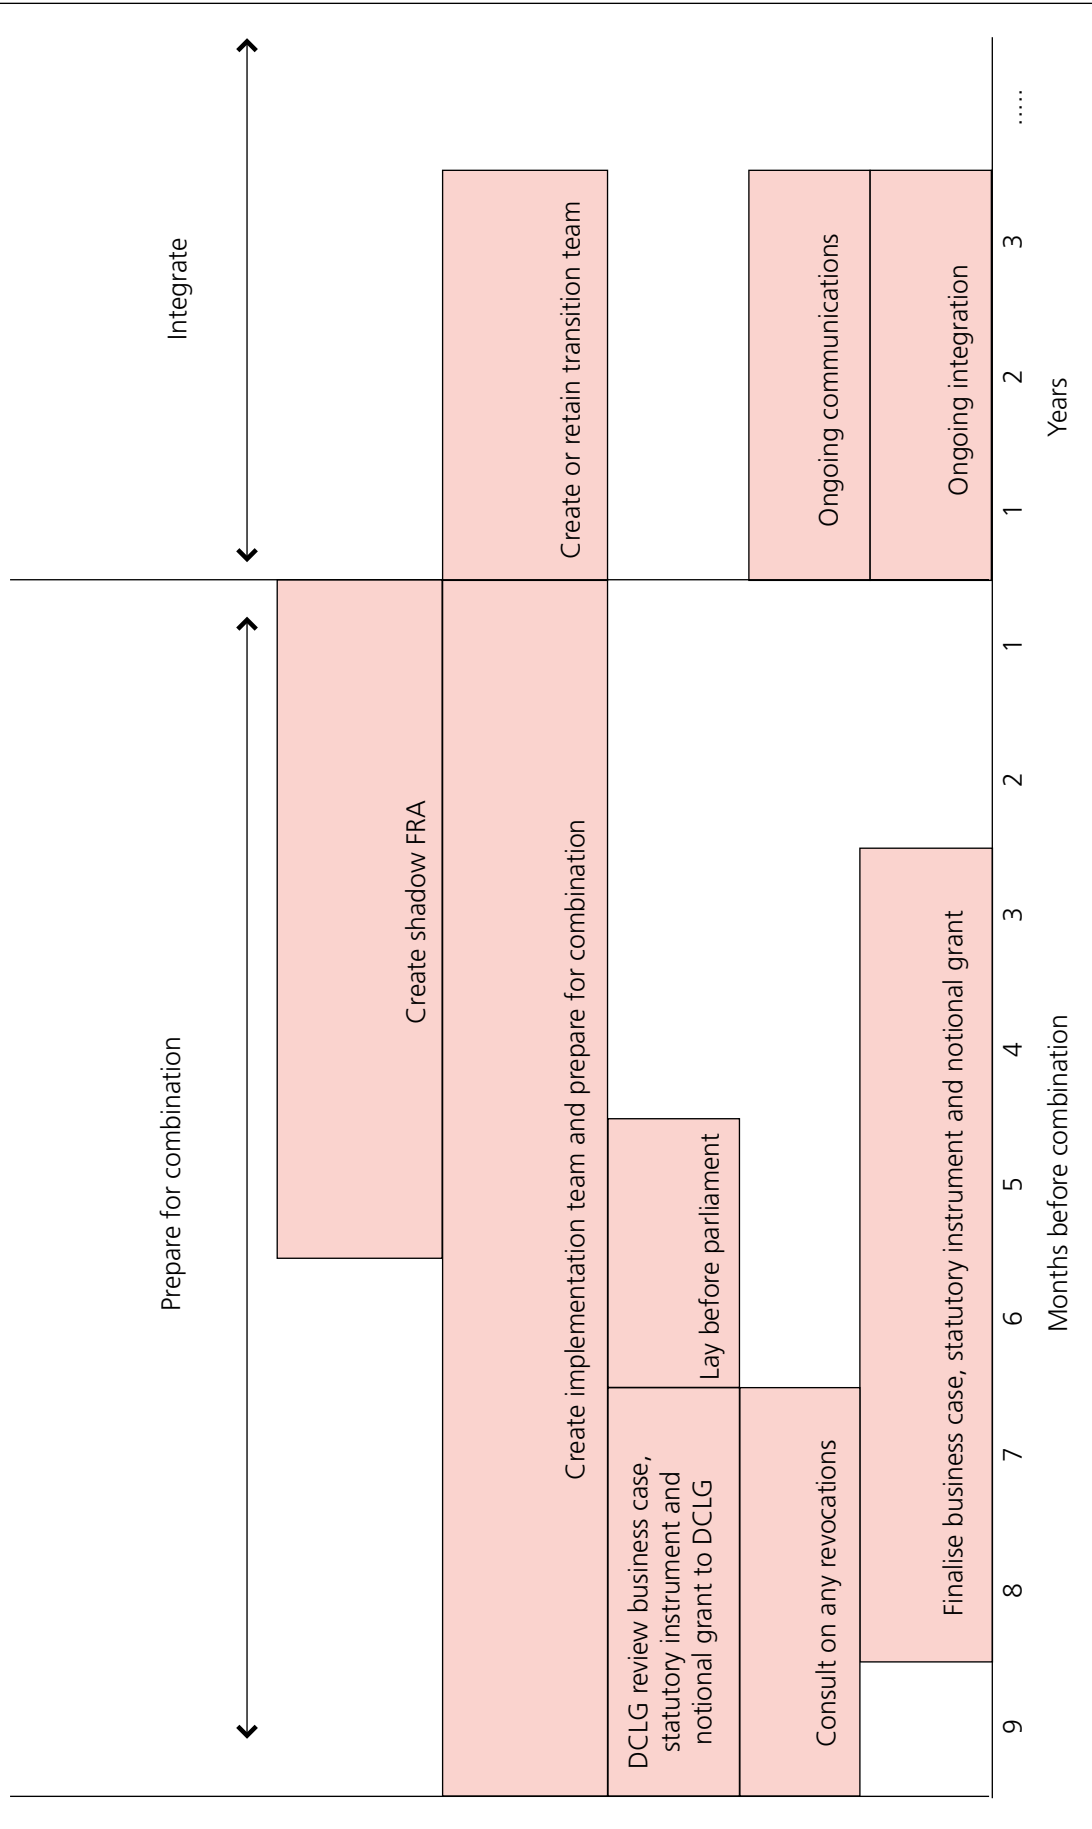 Prepare for combination
Integrate
Create shadow FRA
Create implementation team and prepare for combination
Create or retain transition team
DCLG review business case,
statutory instrument and
notional grant to DCLG
Lay before parliament
Consult on any revocations
Ongoing communications
Finalise business case, statutory instrument and notional grant
Ongoing integration
9 8 7 6 5 4 3 2 1 1 2 3 .....
Months before combination
Years